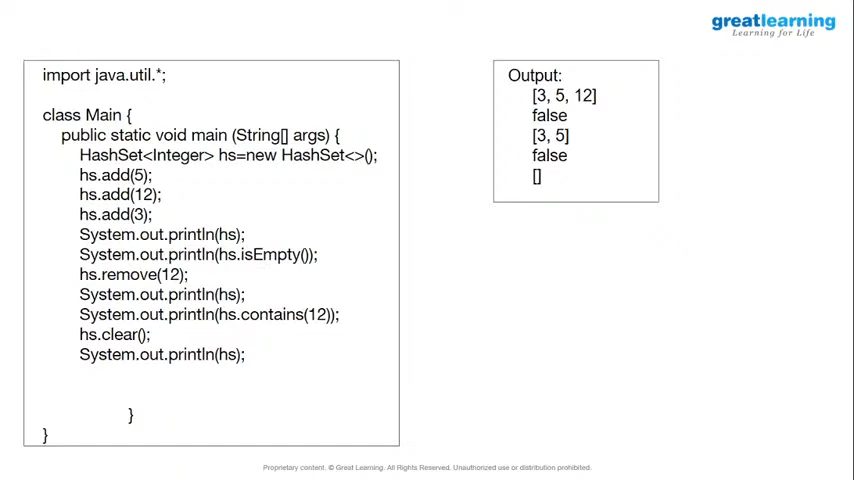 greatlearning
Learning for Life
import java.util.*;
class Main {
public static void main (String[] args) {
HashSet<Integer> hs=new HashSet<>();
hs.add(5);
hs.add(12);
hs.add(3);
System.out.println(hs);
System.out.println(hs.isEmpty());
hs.remove(12);
System.out.println(hs);
System.out.println(hs.contains(12));
hs.clear();
System.out.println(hs);
}
}
Output:
[3, 5, 12]
false
[3, 5]
false
[]
Proprietary content. © Great Learning. All Rights Reserved. Unauthorized use or distribution prohibited.